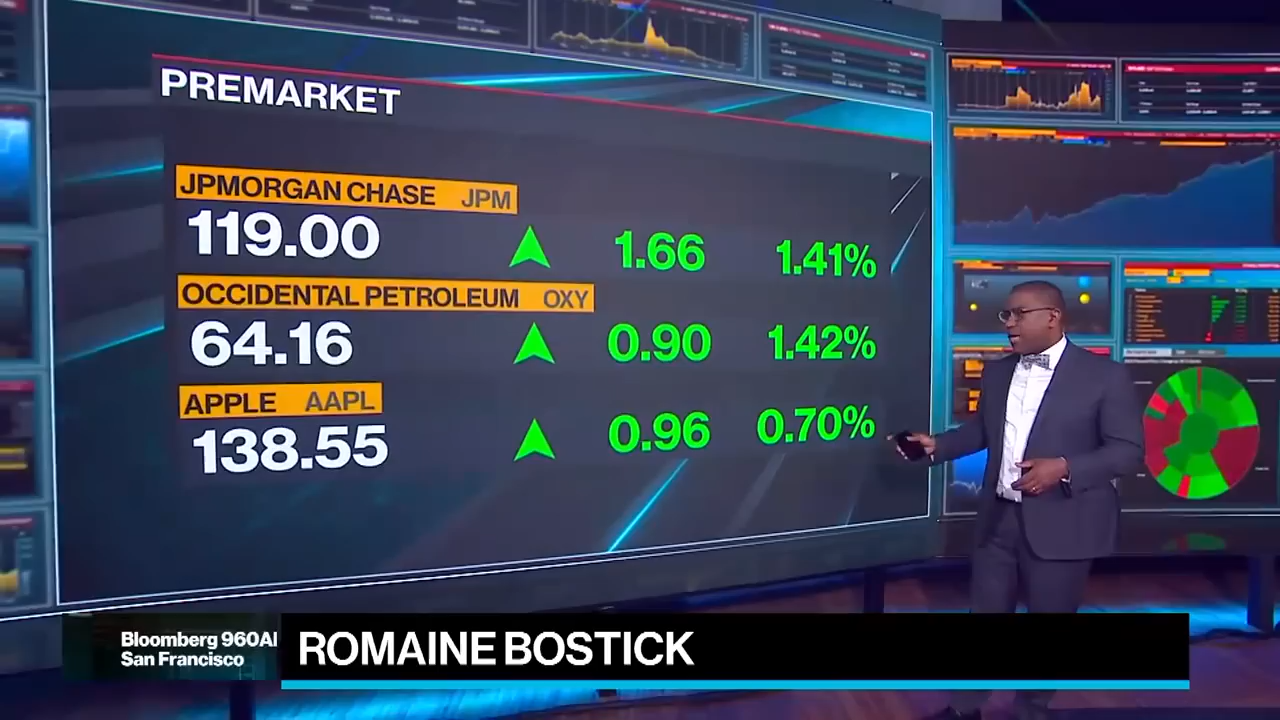 PREMARKET
JPMORGAN CHASE JPM
119.00 1.66 1.41%
OCCIDENTAL PETROLEUM OXY
64.16 0.90 1.42%
APPLE AAPL
138.55 0.96 0.70%
Bloomberg 960AM
San Francisco
ROMAINE BOSTICK